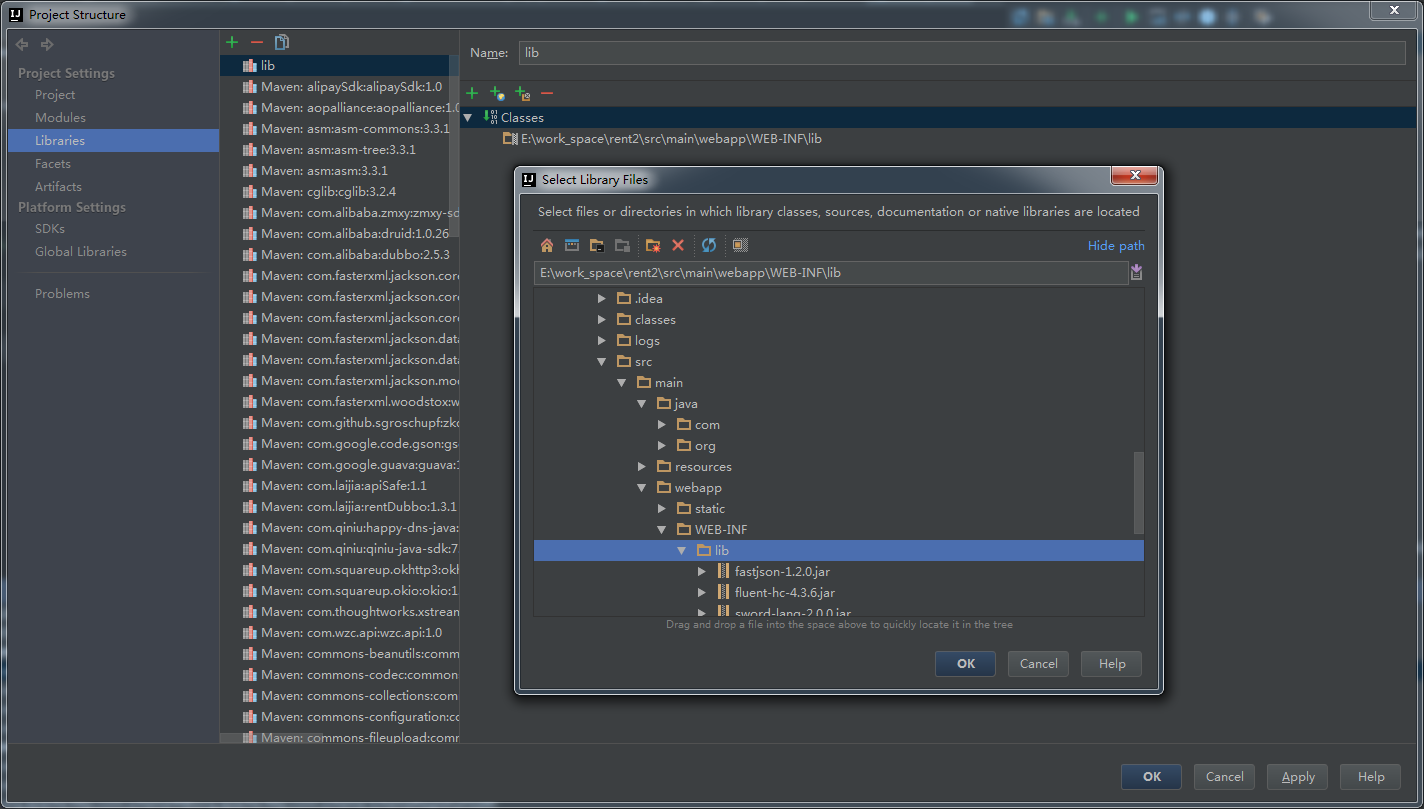 Project Structure
Project Settings
Project
Modules
Libraries
Facets
Artifacts
Platform Settings
SDKs
Global Libraries
Problems
lib
Maven: alipaySdk:alipaySdk:1.0
Maven: aopalliance:aopalliance:1.0
Maven: asm:asm-commons:3.3.1
Maven: asm:asm-tree:3.3.1
Maven: asm:asm:3.3.1
Maven: cglib:cglib:3.2.4
Maven: com.alibaba.zmxy:zmxy-sd
Maven: com.alibaba:druid:1.0.26
Maven: com.alibaba:dubbo:2.5.3
Maven: com.fasterxml.jackson.core
Maven: com.fasterxml.jackson.core
Maven: com.fasterxml.jackson.core
Maven: com.fasterxml.jackson.data
Maven: com.fasterxml.jackson.data
Maven: com.fasterxml.jackson.mod
Maven: com.fasterxml.woodstox:w
Maven: com.github.sgroschupf:zkc
Maven: com.google.code.gson:gs
Maven: com.google.guava:guava:1
Maven: com.laijia:apiSafe:1.1
Maven: com.laijia:rentDubbo:1.3.1
Maven: com.qiniu:happy-dns-java:
Maven: com.qiniu:qiniu-java-sdk:7
Maven: com.squareup.okhttp3:okh
Maven: com.squareup.okio:okio:1
Maven: com.thoughtworks.xstream
Maven: com.wzc.api:wzc.api:1.0
Maven: commons-beanutils:comm
Maven: commons-codec:common
Maven: commons-collections:com
Maven: commons-configuration:co
Maven: commons-fileupload:comm
Name: lib
Classes
E:\work_space\rent2\src\main\webapp\WEB-INF\lib
Select Library Files
Select files or directories in which library classes, sources, documentation or native libraries are located
Hide path
E:\work_space\rent2\src\main\webapp\WEB-INF\lib
.idea
classes
logs
src
main
java
com
org
resources
webapp
static
WEB-INF
lib
fastjson-1.2.0.jar
fluent-hc-4.3.6.jar
sword-lang-2.0.0.jar
Drag and drop a file into the space above to quickly locate it in the tree
OK Cancel Help
OK Cancel Apply Help